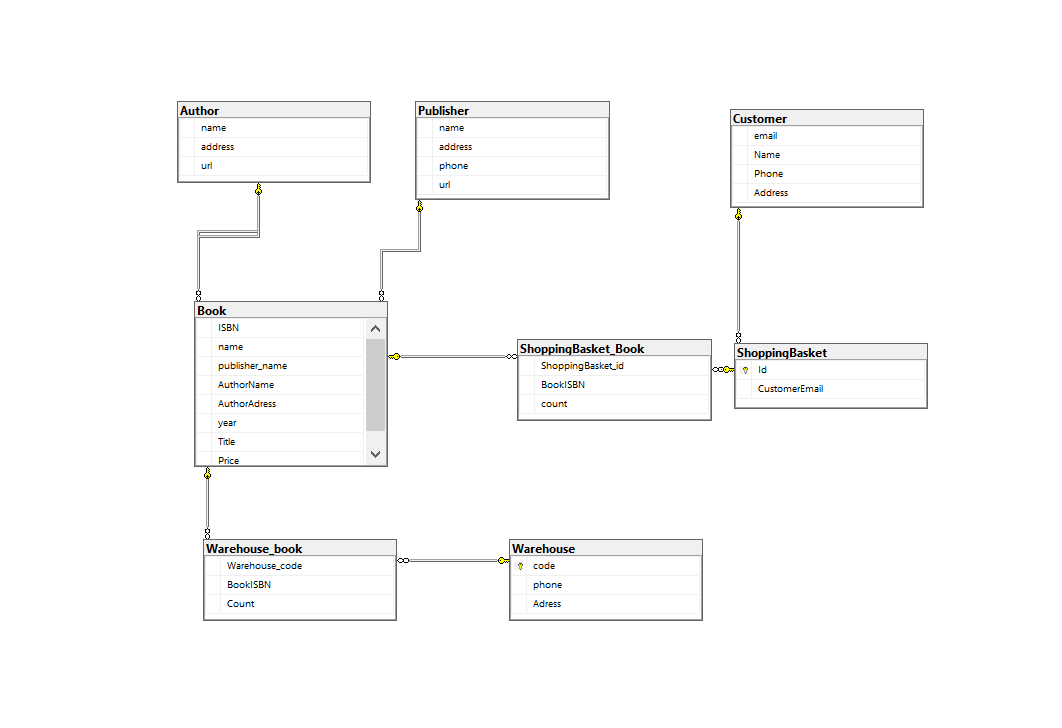 Author
name
address
url
Publisher
name
address
phone
url
Customer
email
Name
Phone
Address
Book
ISBN
name
publisher_name
AuthorName
AuthorAdress
year
Title
Price
ShoppingBasket_Book
ShoppingBasket_id
BookISBN
count
ShoppingBasket
Id
CustomerEmail
Warehouse_book
Warehouse_code
BookISBN
Count
Warehouse
code
phone
Adress